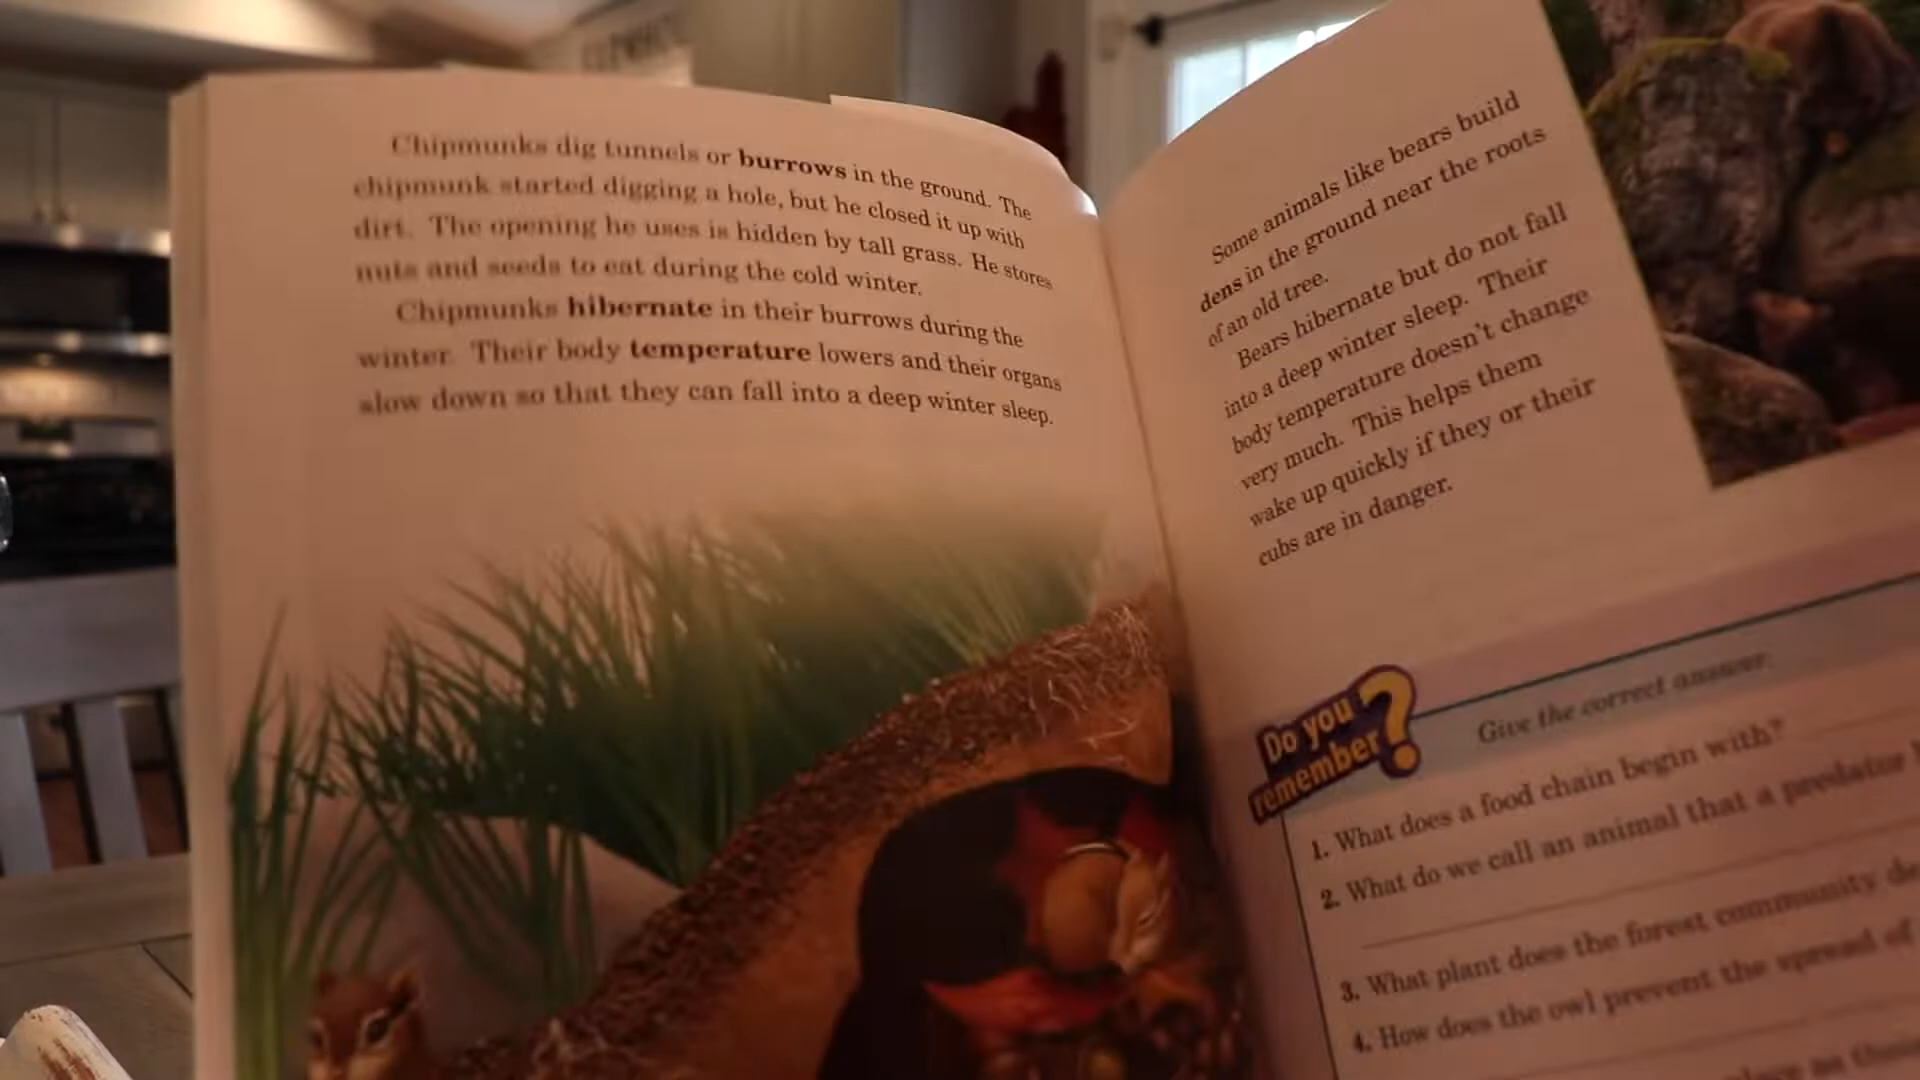 Chipmunks dig tunnels or burrows in the ground. The
chipmunk started digging a hole, but he closed it up with
dirt. The opening he uses is hidden by tall grass. He stores
nuts and seeds to eat during the cold winter.
Chipmunks hibernate in their burrows during the
winter. Their body temperature lowers and their organs
slow down so that they can fall into a deep winter sleep.
Some animals like bears build
dens in the ground near the roots
of an old tree.
Bears hibernate but do not fall
into a deep winter sleep. Their
body temperature doesn't change
very much. This helps them
wake up quickly if they or their
cubs are in danger.
Do you
remember?
Give the correct answer.
1. What does a food chain begin with?
2. What do we call an animal that a predator
3. What plant does the forest community
4. How does the owl prevent the spread of